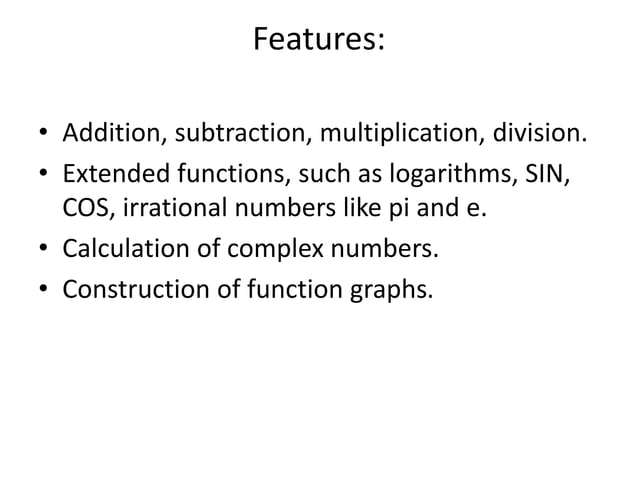 Features:
• Addition, subtraction, multiplication, division.
• Extended functions, such as logarithms, SIN,
COS, irrational numbers like pi and e.
• Calculation of complex numbers.
• Construction of function graphs.